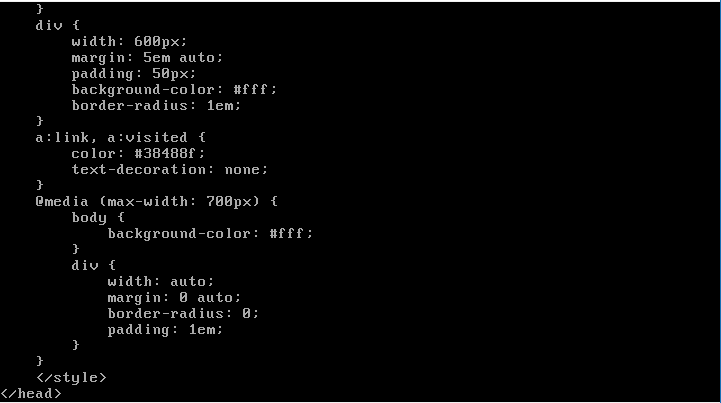 }
    div {
        width: 600px;
        margin: 5em auto;
        padding: 50px;
        background-color: #fff;
        border-radius: 1em;
    }
    a:link, a:visited {
        color: #38488f;
        text-decoration: none;
    }
    @media (max-width: 700px) {
        body {
            background-color: #fff;
        }
        div {
            width: auto;
            margin: 0 auto;
            border-radius: 0;
            padding: 1em;
        }
    }
    </style>
</head>